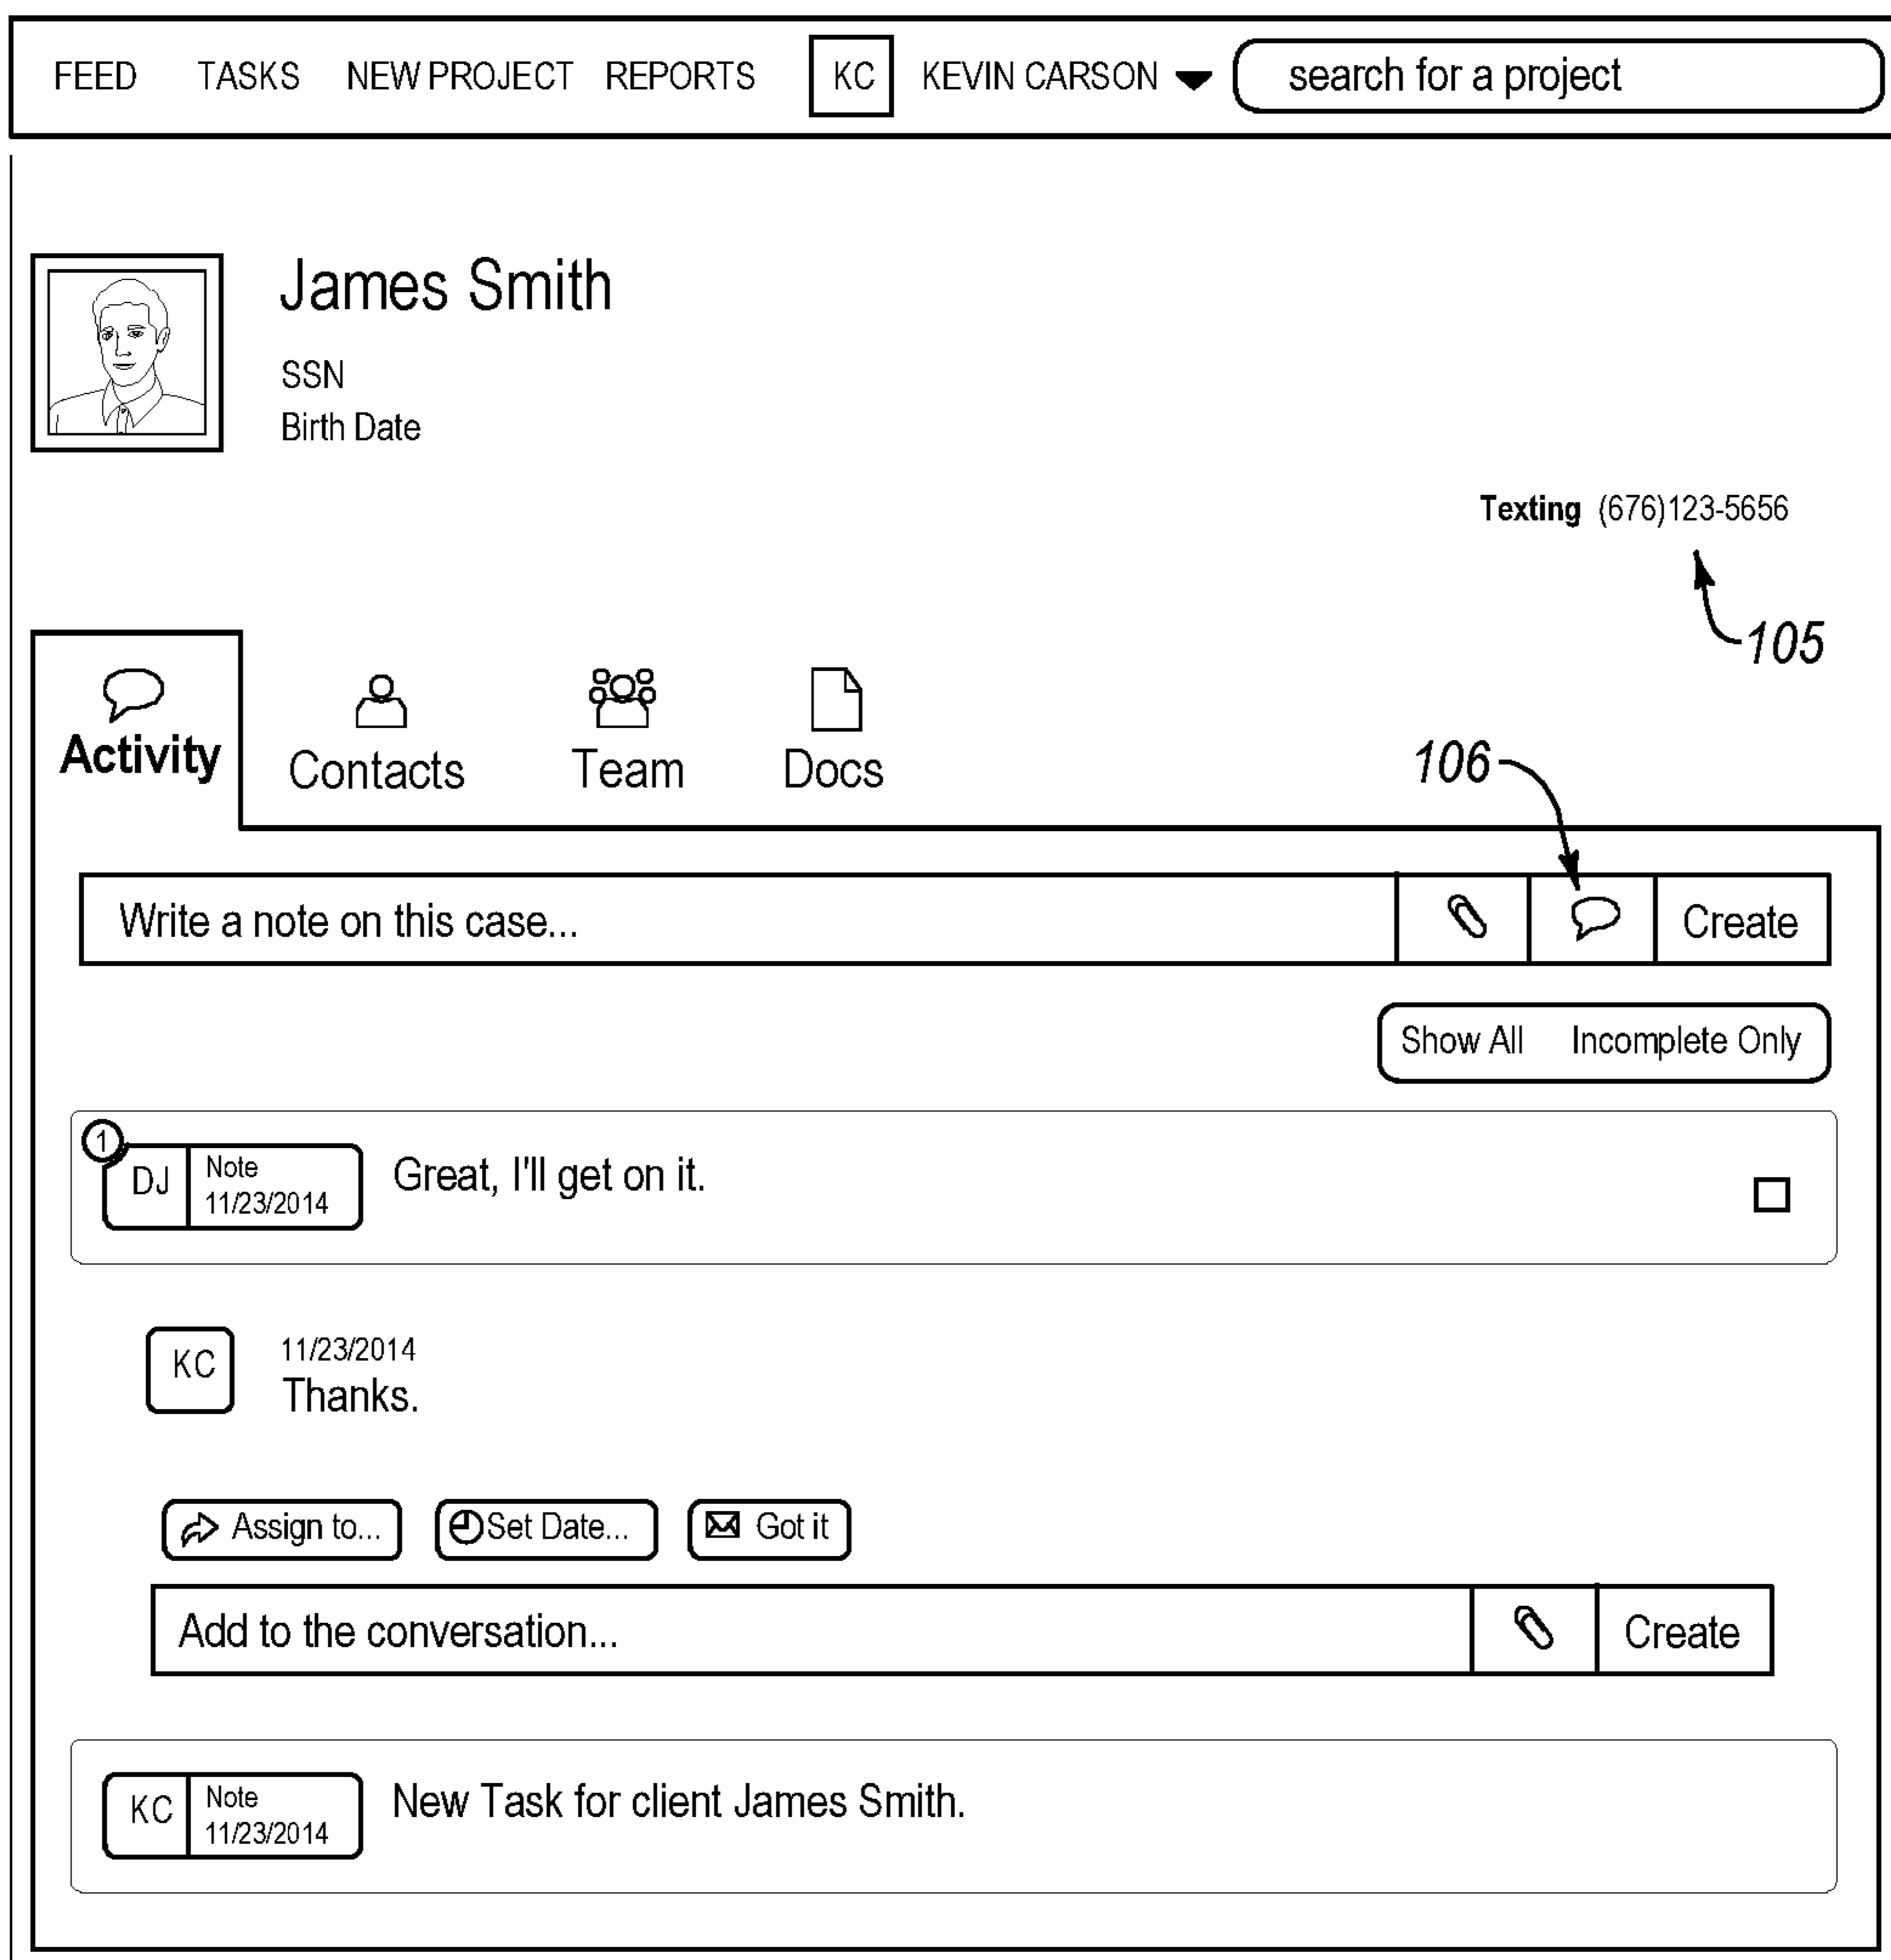 FEED TASKS NEW PROJECT REPORTS KC KEVIN CARSON search for a project
James Smith
SSN
Birth Date
Texting (676)123-5656
105
Activity Contacts Team Docs
106
Write a note on this case... Create
Show All Incomplete Only
1
DJ Note
11/23/2014
Great, I'll get on it.
KC
11/23/2014
Thanks.
Assign to... Set Date... Got it
Add to the conversation... Create
KC Note
11/23/2014
New Task for client James Smith.